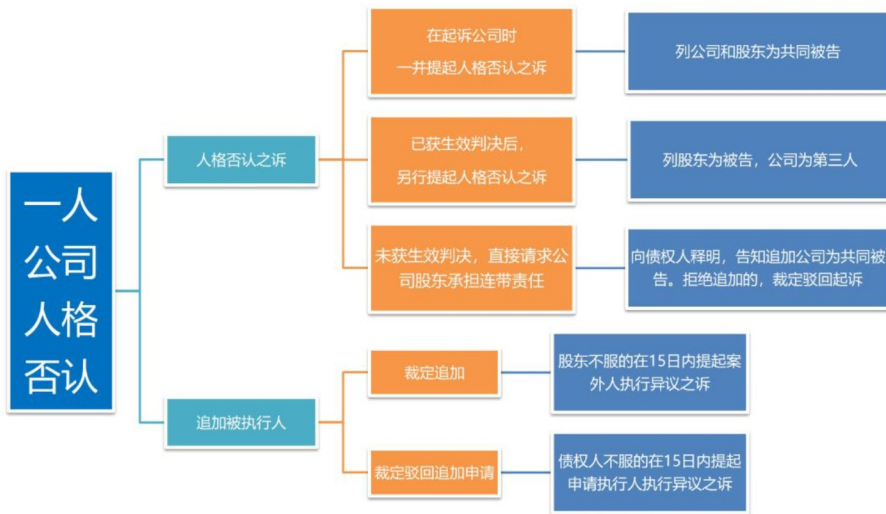 一人
公司
人格
否认
人格否认之诉
在起诉公司时
一并提起人格否认之诉
列公司和股东为共同被告
已获生效判决后，
另行提起人格否认之诉
列股东为被告，公司为第三人
未获生效判决，直接请求公
司股东承担连带责任
向债权人释明，告知追加公司为共同被
告。拒绝追加的，裁定驳回起诉
追加被执行人
裁定追加
股东不服的在15日内提起案
外人执行异议之诉
裁定驳回追加申请
债权人不服的在15日内提起
申请执行人执行异议之诉